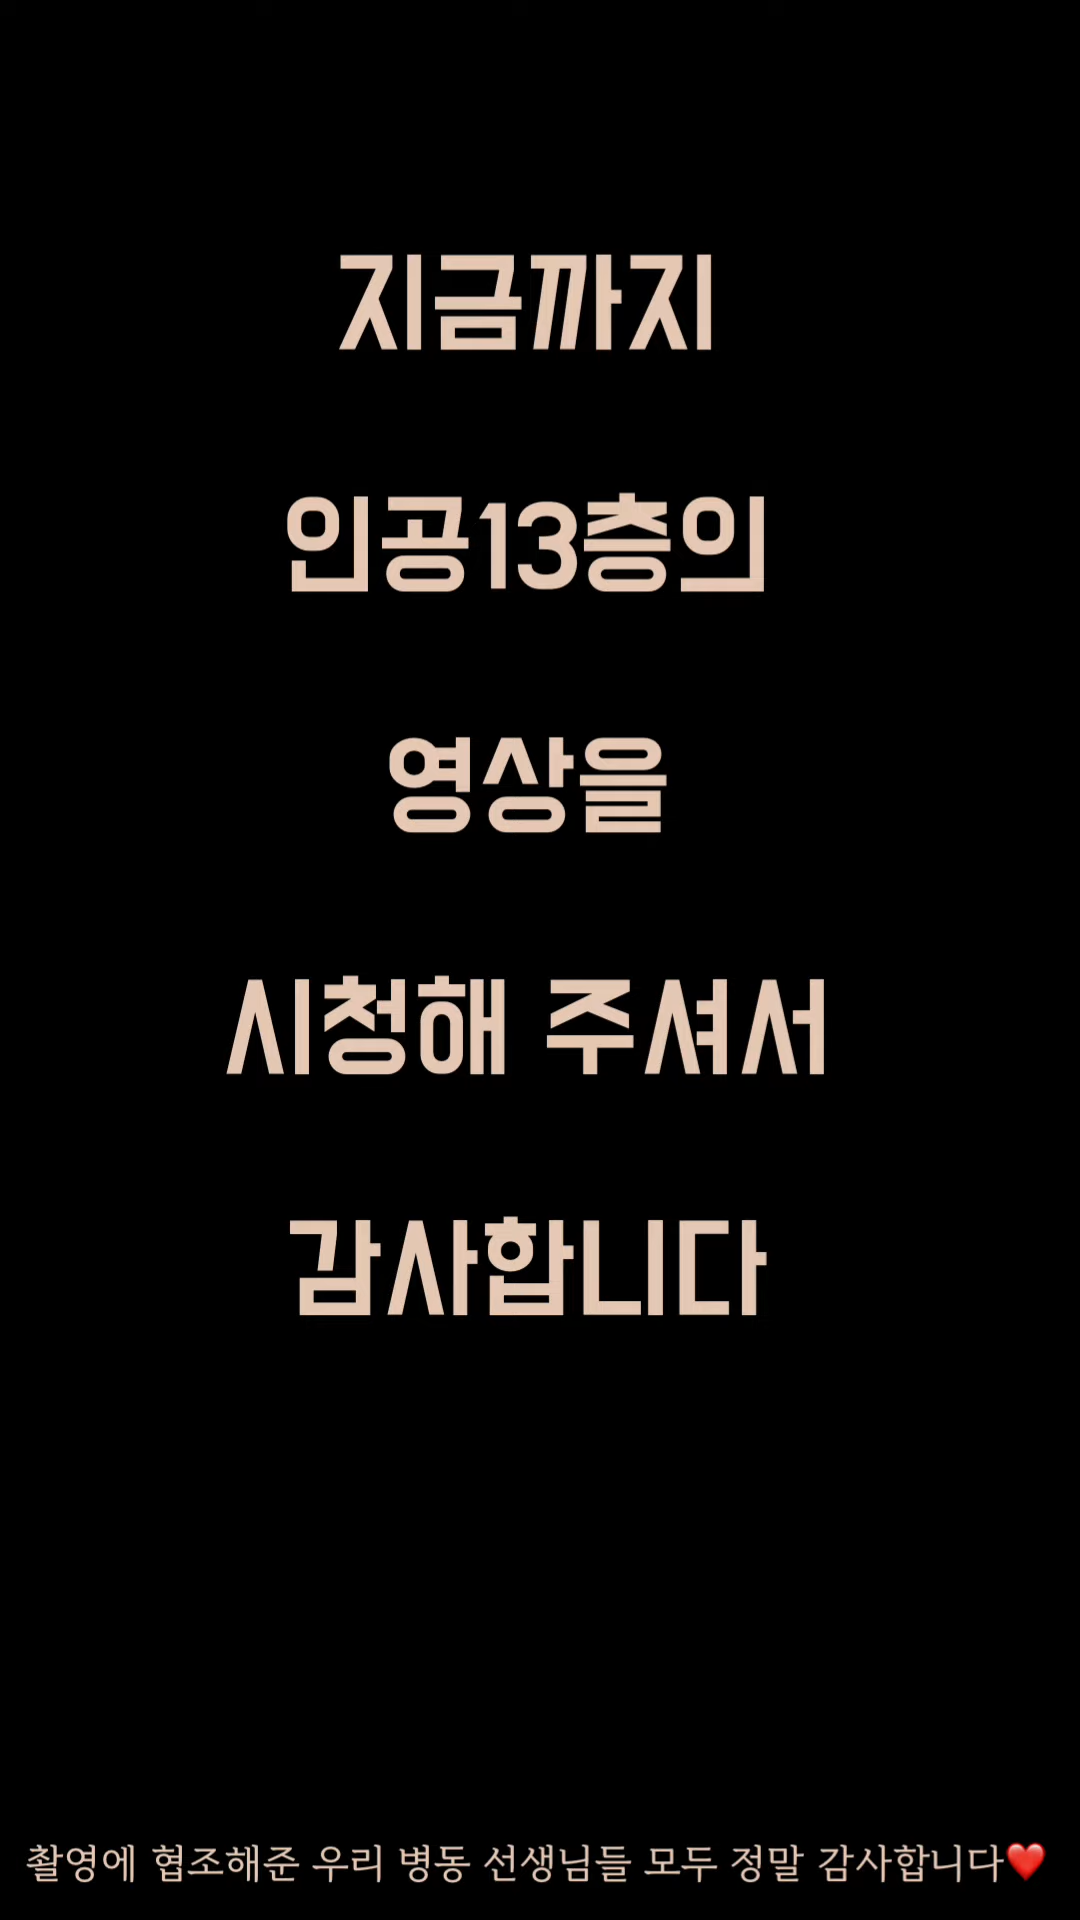 지금까지
인공13층의
영상을
시청해 주셔서
감사합니다
촬영에 협조해준 우리 병동 선생님들 모두 정말 감사합니다❤️